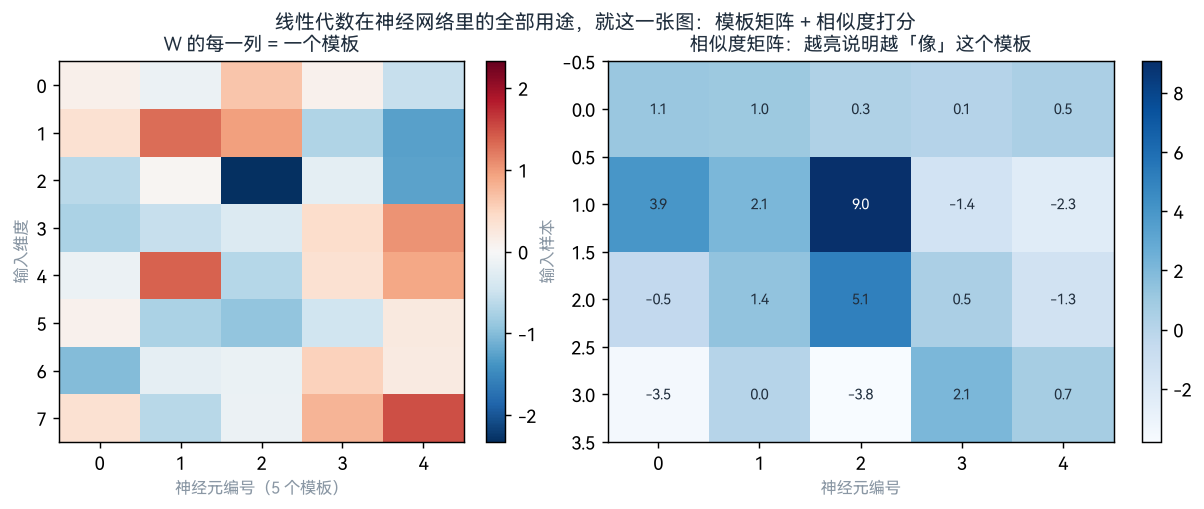 线性代数在神经网络里的全部用途，就这一张图：模板矩阵 + 相似度打分
W 的每一列 = 一个模板
0
1
2
3
4
5
6
7
输入维度
0 1 2 3 4
神经元编号（5 个模板）
2
1
0
−1
−2
相似度矩阵：越亮说明越「像」这个模板
−0.5
0.0
0.5
1.0
1.5
2.0
2.5
3.0
3.5
输入样本
1.1 1.0 0.3 0.1 0.5
3.9 2.1 9.0 −1.4 −2.3
−0.5 1.4 5.1 0.5 −1.3
−3.5 0.0 −3.8 2.1 0.7
0 1 2 3 4
神经元编号
8
6
4
2
0
−2